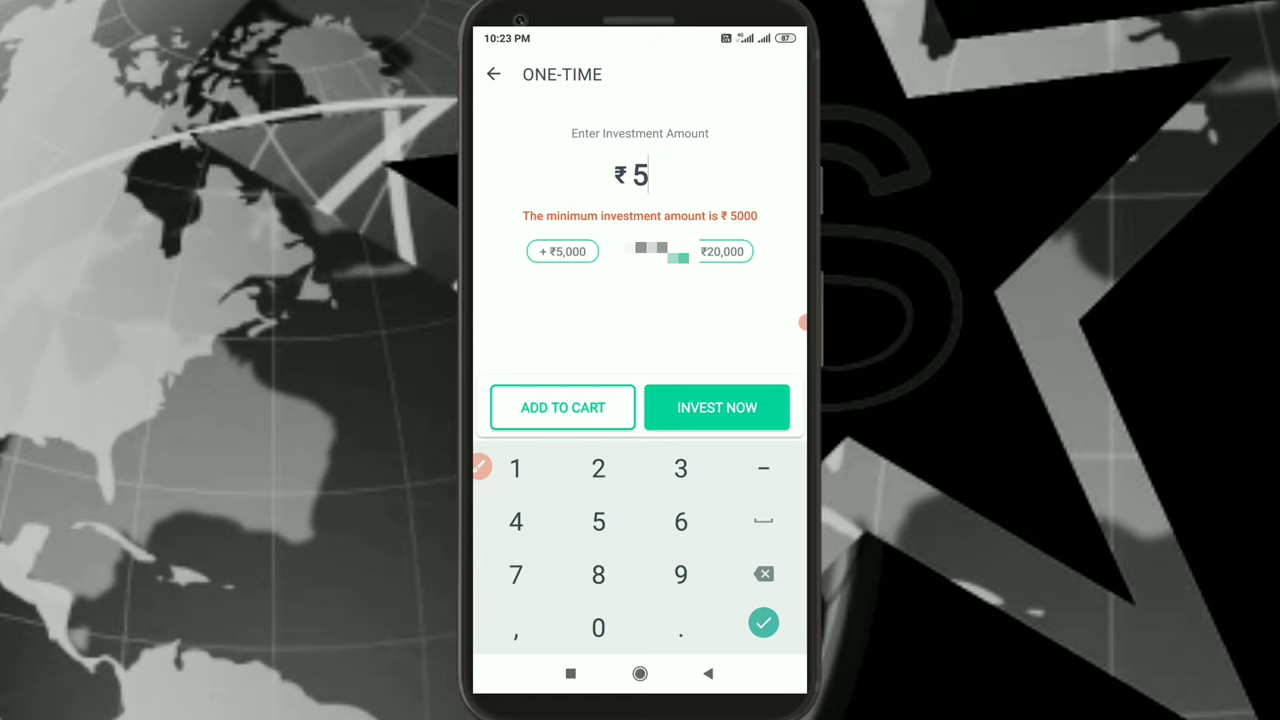 10:23 PM
87
ONE-TIME
Enter Investment Amount
₹ 5
The minimum investment amount is ₹ 5000
+ ₹5,000
₹20,000
ADD TO CART
INVEST NOW
1 2 3 -
4 5 6
7 8 9
, 0 .